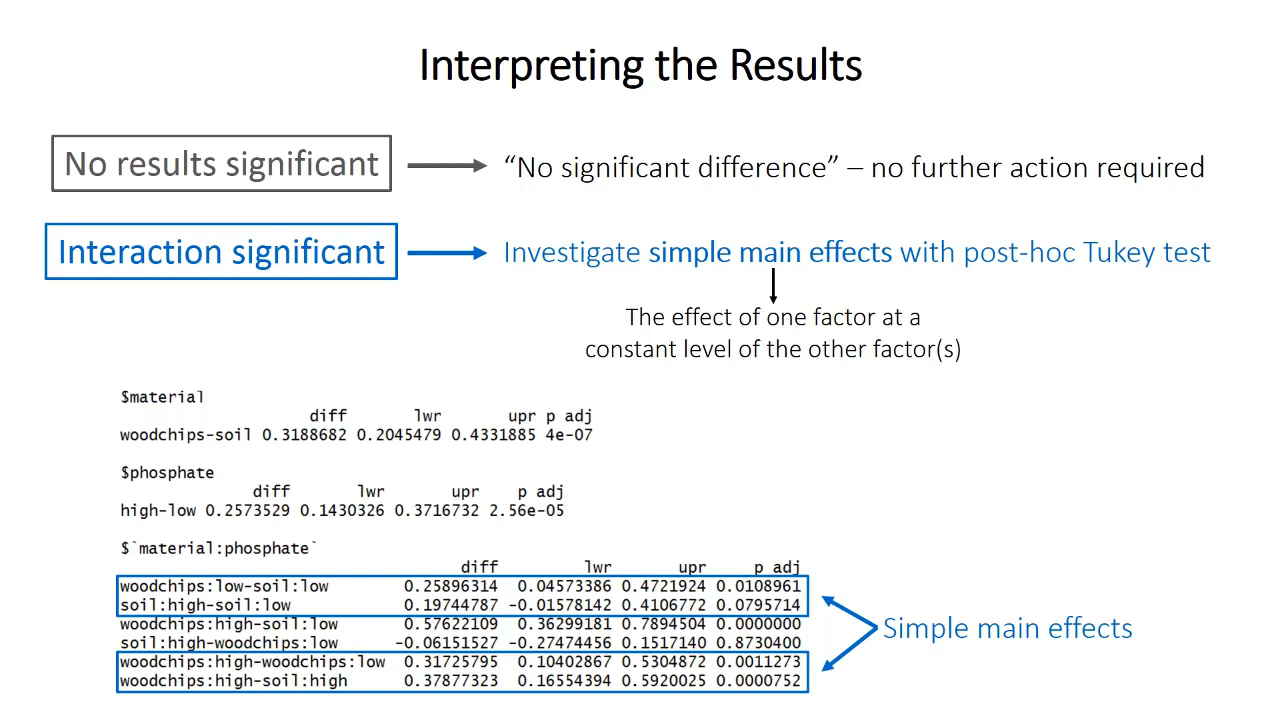 Interpreting the Results
No results significant
“No significant difference” – no further action required
Interaction significant
Investigate simple main effects with post-hoc Tukey test
The effect of one factor at a
constant level of the other factor(s)
$material
diff lwr upr p adj
woodchips-soil 0.3188682 0.2045479 0.4331885 4e-07
$phosphate
diff lwr upr p adj
high-low 0.2573529 0.1430326 0.3716732 2.56e-05
$`material:phosphate`
diff lwr upr p adj
woodchips:low-soil:low 0.25896314 0.04573386 0.4721924 0.0108961
soil:high-soil:low 0.19744787 -0.01578142 0.4106772 0.0795714
woodchips:high-soil:low 0.57622109 0.36299181 0.7894504 0.0000000
soil:high-woodchips:low -0.06151527 -0.27474456 0.1517140 0.8730400
woodchips:high-woodchips:low 0.31725795 0.10402867 0.5304872 0.0011273
woodchips:high-soil:high 0.37877323 0.16554394 0.5920025 0.0000752
Simple main effects